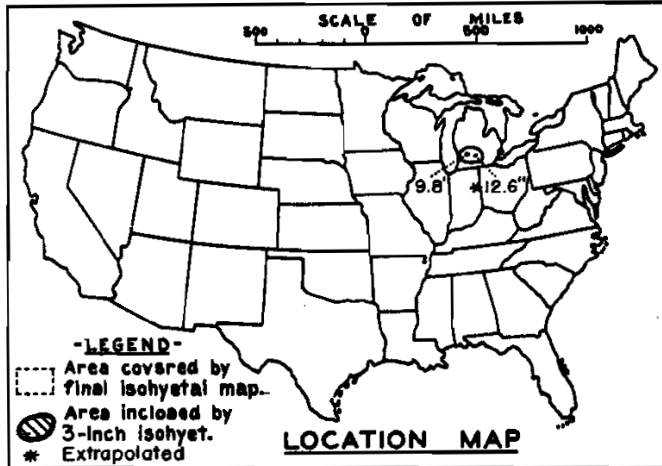 SCALE OF MILES
500 0 500 1000
9.8' *12.6"
-LEGEND-
Area covered by
final isohyetal map.
Area inclosed by
3-inch isohyet.
* Extrapolated
LOCATION MAP